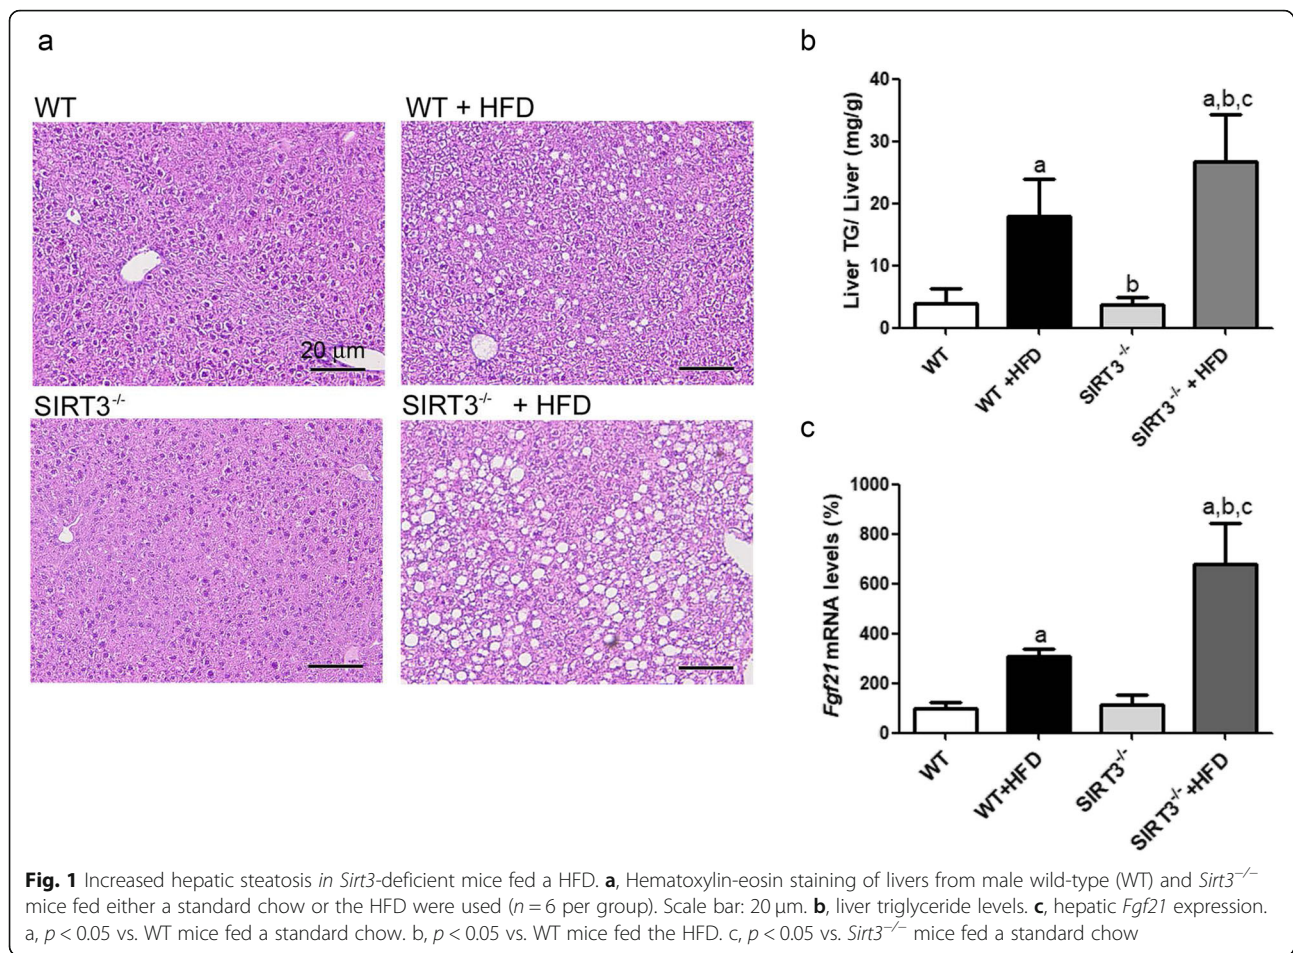 a
WT
WT + HFD
20 μm
SIRT3-/-
SIRT3-/- + HFD
b
Liver TG/ Liver (mg/g)
40
30
20
10
0
a
b
a,b,c
WT
WT +HFD
SIRT3-/-
SIRT3-/- + HFD
c
Fgf21 mRNA levels (%)
1000
800
600
400
200
0
a
a,b,c
WT
WT+HFD
SIRT3-/-
SIRT3-/- +HFD
Fig. 1 Increased hepatic steatosis in Sirt3-deficient mice fed a HFD. a, Hematoxylin-eosin staining of livers from male wild-type (WT) and Sirt3−/−
mice fed either a standard chow or the HFD were used (n = 6 per group). Scale bar: 20 μm. b, liver triglyceride levels. c, hepatic Fgf21 expression.
a, p < 0.05 vs. WT mice fed a standard chow. b, p < 0.05 vs. WT mice fed the HFD. c, p < 0.05 vs. Sirt3−/− mice fed a standard chow